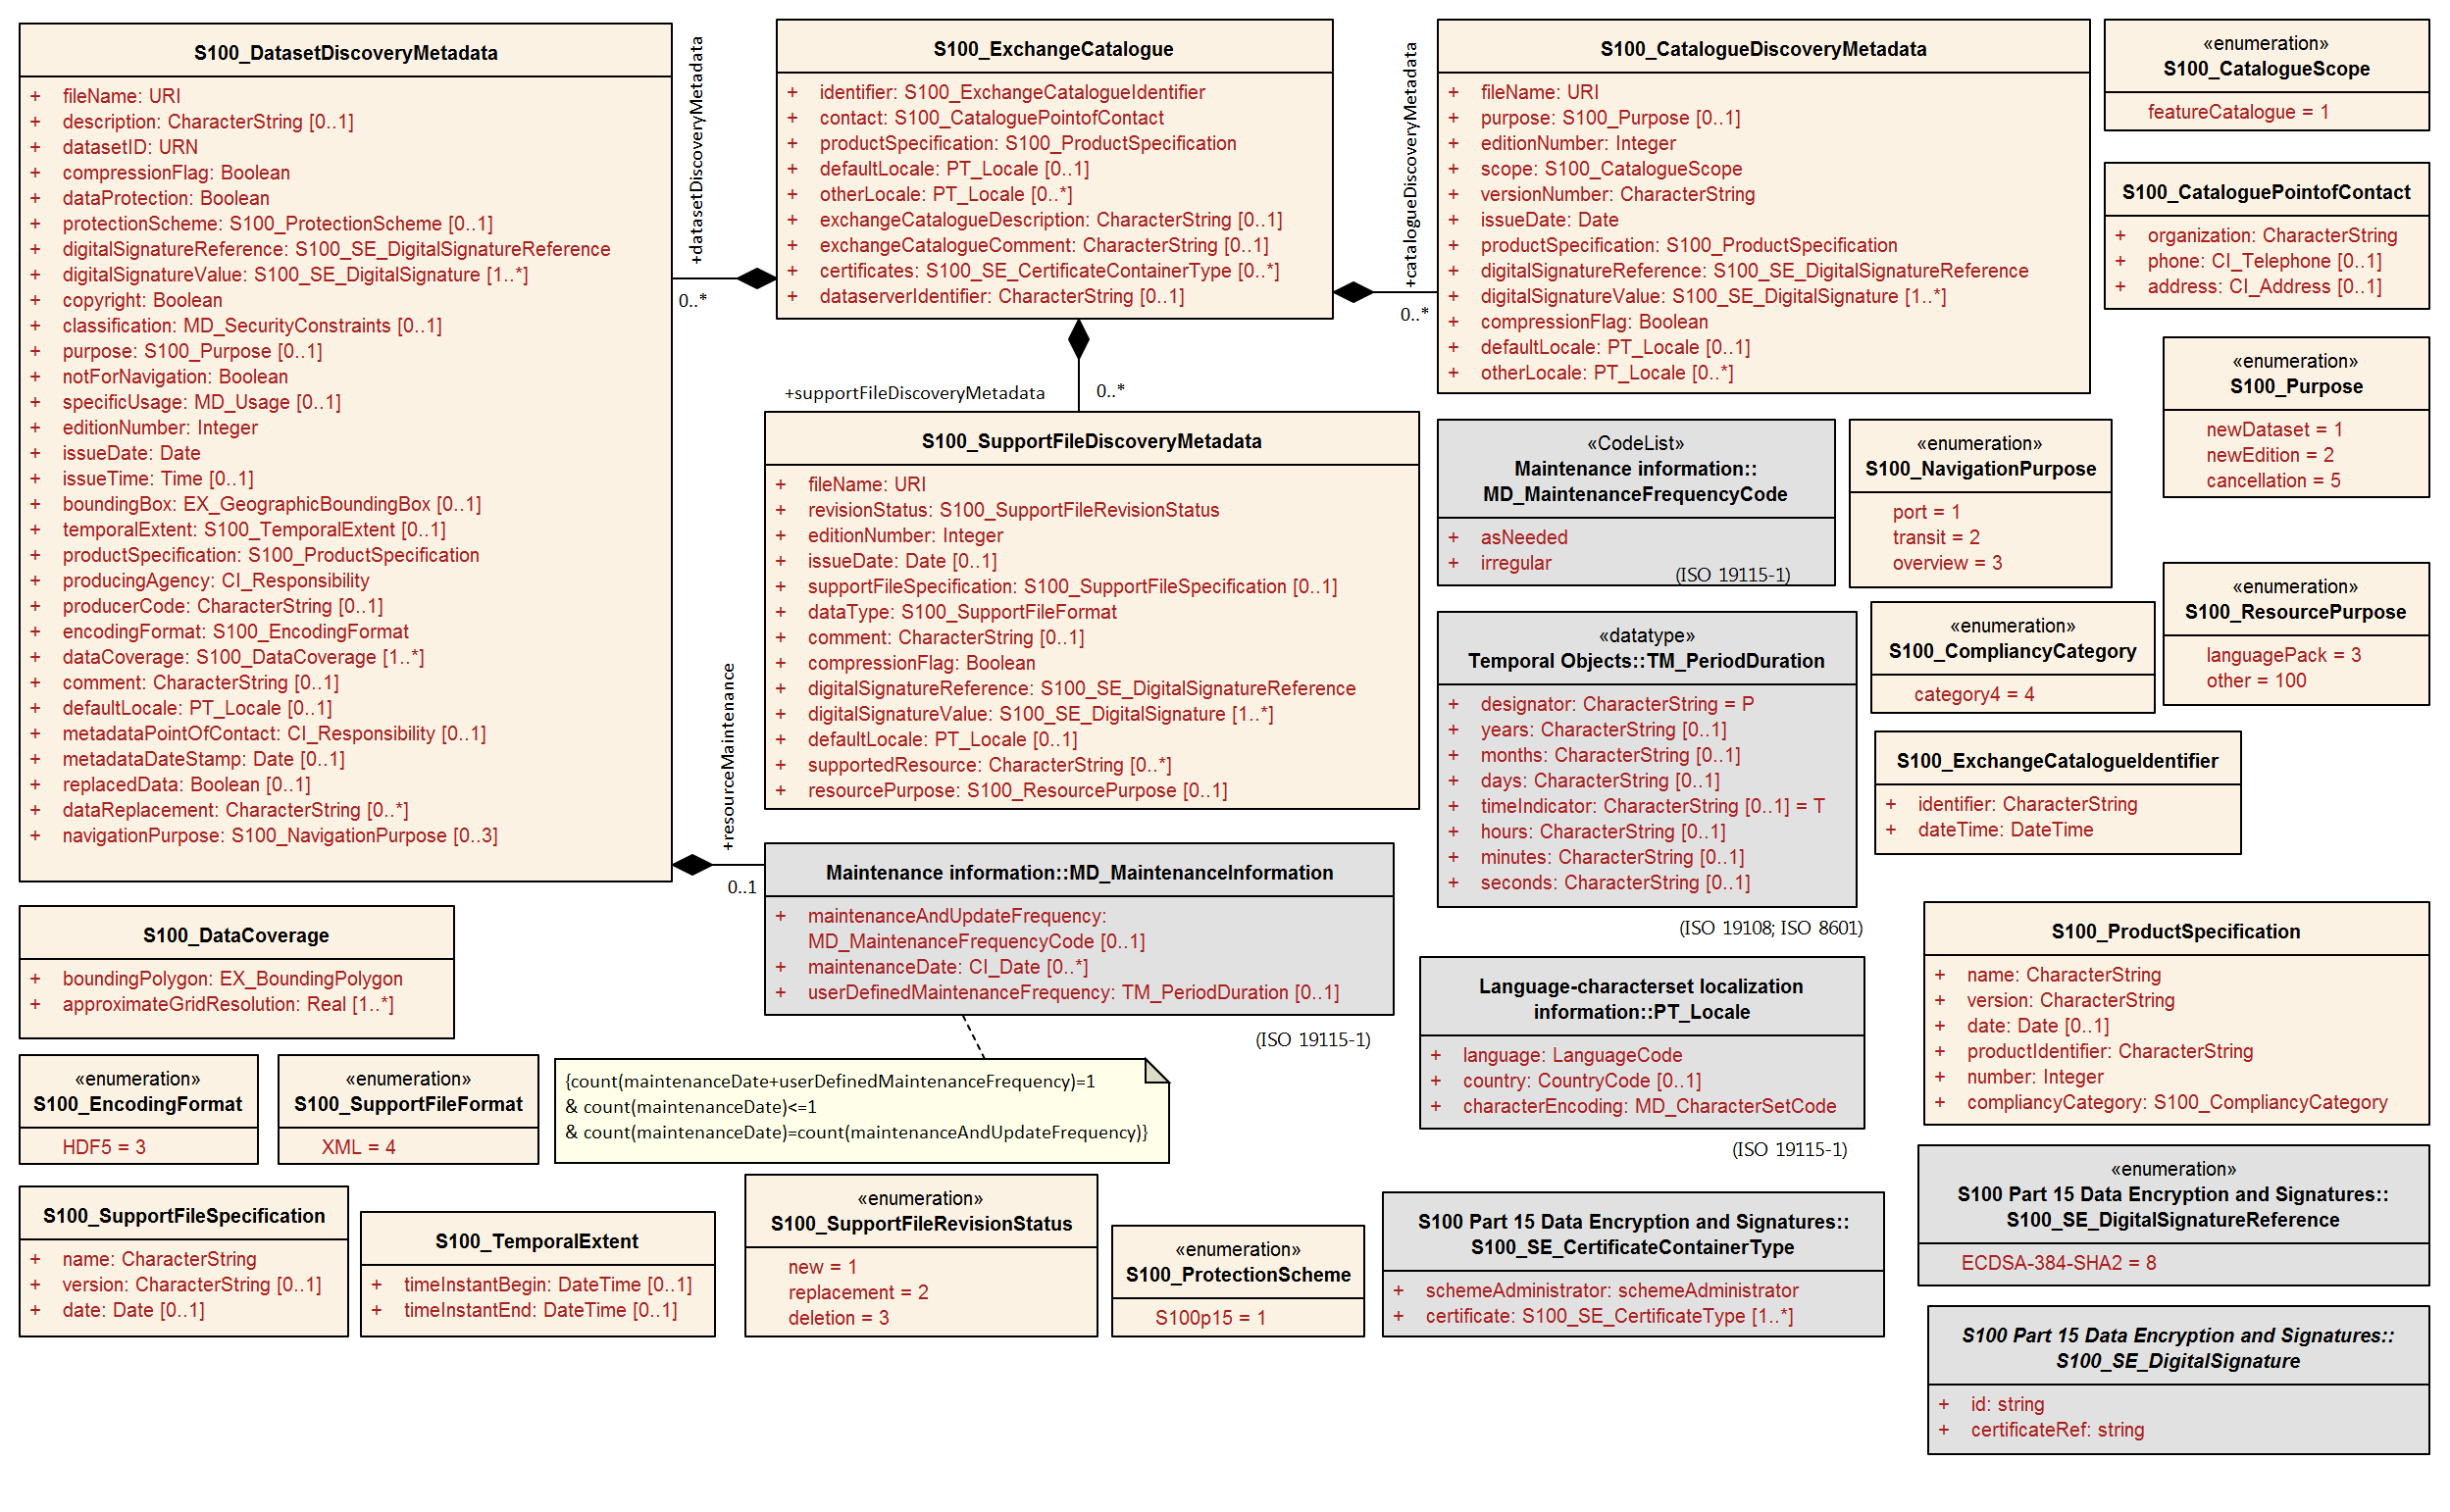 S100_DatasetDiscoveryMetadata
+ fileName: URI
+ description: CharacterString [0..1]
+ datasetID: URN
+ compressionFlag: Boolean
+ dataProtection: Boolean
+ protectionScheme: S100_ProtectionScheme [0..1]
+ digitalSignatureReference: S100_SE_DigitalSignatureReference
+ digitalSignatureValue: S100_SE_DigitalSignature [1..*]
+ copyright: Boolean
+ classification: MD_SecurityConstraints [0..1]
+ purpose: S100_Purpose [0..1]
+ notForNavigation: Boolean
+ specificUsage: MD_Usage [0..1]
+ editionNumber: Integer
+ issueDate: Date
+ issueTime: Time [0..1]
+ boundingBox: EX_GeographicBoundingBox [0..1]
+ temporalExtent: S100_TemporalExtent [0..1]
+ productSpecification: S100_ProductSpecification
+ producingAgency: CI_Responsibility
+ producerCode: CharacterString [0..1]
+ encodingFormat: S100_EncodingFormat
+ dataCoverage: S100_DataCoverage [1..*]
+ comment: CharacterString [0..1]
+ defaultLocale: PT_Locale [0..1]
+ metadataPointOfContact: CI_Responsibility [0..1]
+ metadataDateStamp: Date [0..1]
+ replacedData: Boolean [0..1]
+ dataReplacement: CharacterString [0..*]
+ navigationPurpose: S100_NavigationPurpose [0..3]
+datasetDiscoveryMetadata
0..*
S100_ExchangeCatalogue
+ identifier: S100_ExchangeCatalogueIdentifier
+ contact: S100_CataloguePointofContact
+ productSpecification: S100_ProductSpecification
+ defaultLocale: PT_Locale [0..1]
+ otherLocale: PT_Locale [0..*]
+ exchangeCatalogueDescription: CharacterString [0..1]
+ exchangeCatalogueComment: CharacterString [0..1]
+ certificates: S100_SE_CertificateContainerType [0..*]
+ dataserverIdentifier: CharacterString [0..1]
+catalogueDiscoveryMetadata
0..*
S100_CatalogueDiscoveryMetadata
+ fileName: URI
+ purpose: S100_Purpose [0..1]
+ editionNumber: Integer
+ scope: S100_CatalogueScope
+ versionNumber: CharacterString
+ issueDate: Date
+ productSpecification: S100_ProductSpecification
+ digitalSignatureReference: S100_SE_DigitalSignatureReference
+ digitalSignatureValue: S100_SE_DigitalSignature [1..*]
+ compressionFlag: Boolean
+ defaultLocale: PT_Locale [0..1]
+ otherLocale: PT_Locale [0..*]
«enumeration»
S100_CatalogueScope
featureCatalogue = 1
S100_CataloguePointofContact
+ organization: CharacterString
+ phone: CI_Telephone [0..1]
+ address: CI_Address [0..1]
«enumeration»
S100_Purpose
newDataset = 1
newEdition = 2
cancellation = 5
+supportFileDiscoveryMetadata
0..*
S100_SupportFileDiscoveryMetadata
+ fileName: URI
+ revisionStatus: S100_SupportFileRevisionStatus
+ editionNumber: Integer
+ issueDate: Date [0..1]
+ supportFileSpecification: S100_SupportFileSpecification [0..1]
+ dataType: S100_SupportFileFormat
+ comment: CharacterString [0..1]
+ compressionFlag: Boolean
+ digitalSignatureReference: S100_SE_DigitalSignatureReference
+ digitalSignatureValue: S100_SE_DigitalSignature [1..*]
+ defaultLocale: PT_Locale [0..1]
+ supportedResource: CharacterString [0..*]
+ resourcePurpose: S100_ResourcePurpose [0..1]
«CodeList»
Maintenance information::
MD_MaintenanceFrequencyCode
+ asNeeded
+ irregular
(ISO 19115-1)
«enumeration»
S100_NavigationPurpose
port = 1
transit = 2
overview = 3
«enumeration»
S100_ResourcePurpose
languagePack = 3
other = 100
«enumeration»
S100_CompliancyCategory
category4 = 4
«datatype»
Temporal Objects::TM_PeriodDuration
+ designator: CharacterString = P
+ years: CharacterString [0..1]
+ months: CharacterString [0..1]
+ days: CharacterString [0..1]
+ timeIndicator: CharacterString [0..1] = T
+ hours: CharacterString [0..1]
+ minutes: CharacterString [0..1]
+ seconds: CharacterString [0..1]
(ISO 19108; ISO 8601)
S100_ExchangeCatalogueIdentifier
+ identifier: CharacterString
+ dateTime: DateTime
+resourceMaintenance
0..1
Maintenance information::MD_MaintenanceInformation
+ maintenanceAndUpdateFrequency:
MD_MaintenanceFrequencyCode [0..1]
+ maintenanceDate: CI_Date [0..*]
+ userDefinedMaintenanceFrequency: TM_PeriodDuration [0..1]
(ISO 19115-1)
{count(maintenanceDate+userDefinedMaintenanceFrequency)=1
& count(maintenanceDate)<=1
& count(maintenanceDate)=count(maintenanceAndUpdateFrequency)}
S100_DataCoverage
+ boundingPolygon: EX_BoundingPolygon
+ approximateGridResolution: Real [1..*]
«enumeration»
S100_EncodingFormat
HDF5 = 3
«enumeration»
S100_SupportFileFormat
XML = 4
Language-characterset localization
information::PT_Locale
+ language: LanguageCode
+ country: CountryCode [0..1]
+ characterEncoding: MD_CharacterSetCode
(ISO 19115-1)
S100_ProductSpecification
+ name: CharacterString
+ version: CharacterString
+ date: Date [0..1]
+ productIdentifier: CharacterString
+ number: Integer
+ compliancyCategory: S100_CompliancyCategory
S100_SupportFileSpecification
+ name: CharacterString
+ version: CharacterString [0..1]
+ date: Date [0..1]
S100_TemporalExtent
+ timeInstantBegin: DateTime [0..1]
+ timeInstantEnd: DateTime [0..1]
«enumeration»
S100_SupportFileRevisionStatus
new = 1
replacement = 2
deletion = 3
«enumeration»
S100_ProtectionScheme
S100p15 = 1
S100 Part 15 Data Encryption and Signatures::
S100_SE_CertificateContainerType
+ schemeAdministrator: schemeAdministrator
+ certificate: S100_SE_CertificateType [1..*]
«enumeration»
S100 Part 15 Data Encryption and Signatures::
S100_SE_DigitalSignatureReference
ECDSA-384-SHA2 = 8
S100 Part 15 Data Encryption and Signatures::
S100_SE_DigitalSignature
+ id: string
+ certificateRef: string